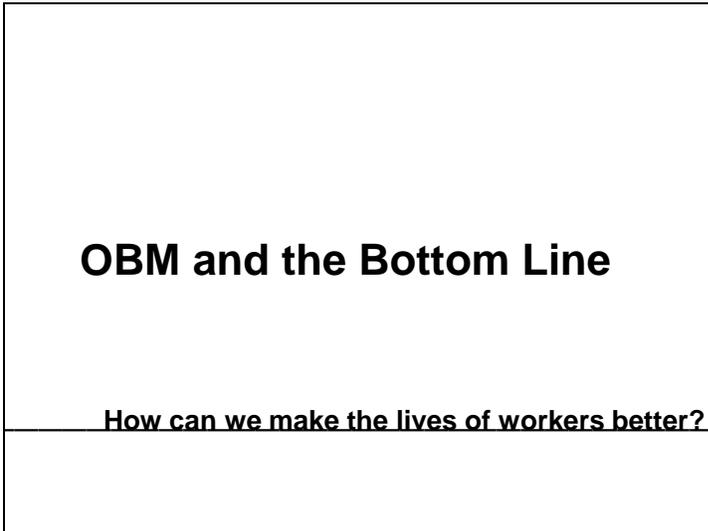 OBM and the Bottom Line
How can we make the lives of workers better?